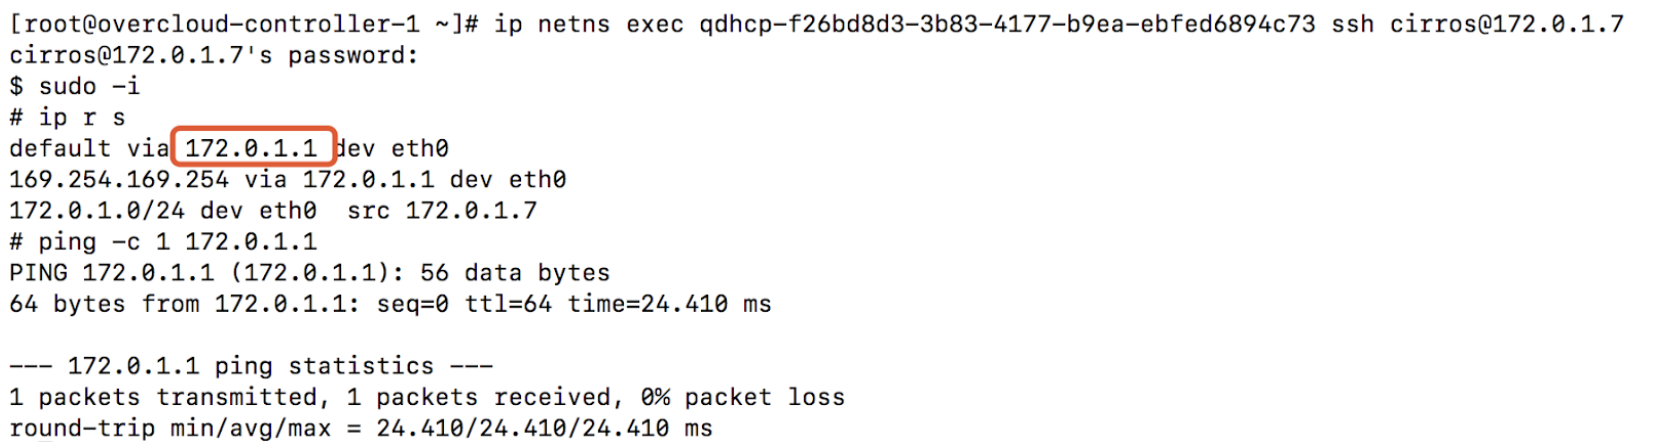 [root@overcloud-controller-1 ~]# ip netns exec qdhcp-f26bd8d3-3b83-4177-b9ea-ebfed6894c73 ssh cirros@172.0.1.7
cirros@172.0.1.7's password:
$ sudo -i
# ip r s
default via 172.0.1.1 dev eth0
169.254.169.254 via 172.0.1.1 dev eth0
172.0.1.0/24 dev eth0  src 172.0.1.7
# ping -c 1 172.0.1.1
PING 172.0.1.1 (172.0.1.1): 56 data bytes
64 bytes from 172.0.1.1: seq=0 ttl=64 time=24.410 ms

--- 172.0.1.1 ping statistics ---
1 packets transmitted, 1 packets received, 0% packet loss
round-trip min/avg/max = 24.410/24.410/24.410 ms